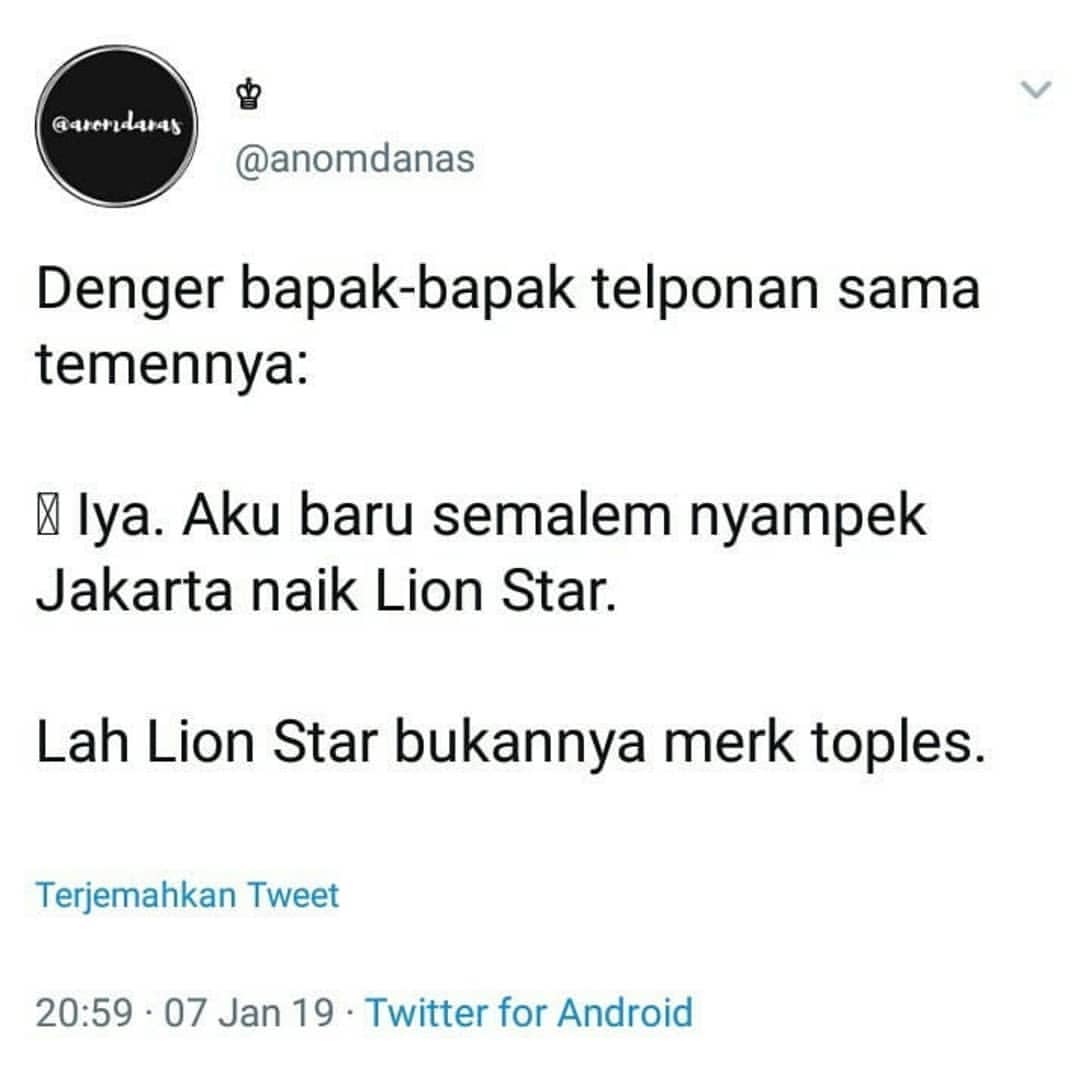 @anomdanas
♔
@anomdanas
Denger bapak-bapak telponan sama
temennya:
Iya. Aku baru semalem nyampek
Jakarta naik Lion Star.
Lah Lion Star bukannya merk toples.
Terjemahkan Tweet
20:59 · 07 Jan 19 · Twitter for Android